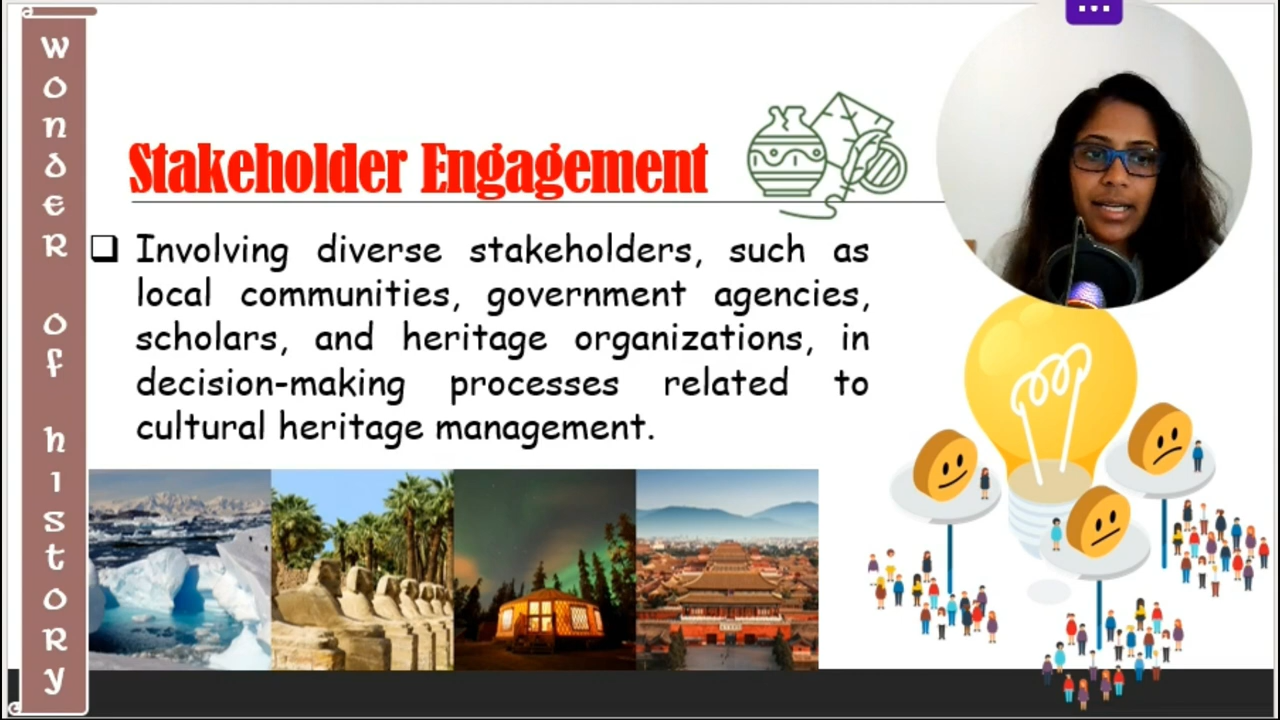 wonder of history
Stakeholder Engagement
Involving diverse stakeholders, such as
local communities, government agencies,
scholars, and heritage organizations, in
decision-making processes related to
cultural heritage management.